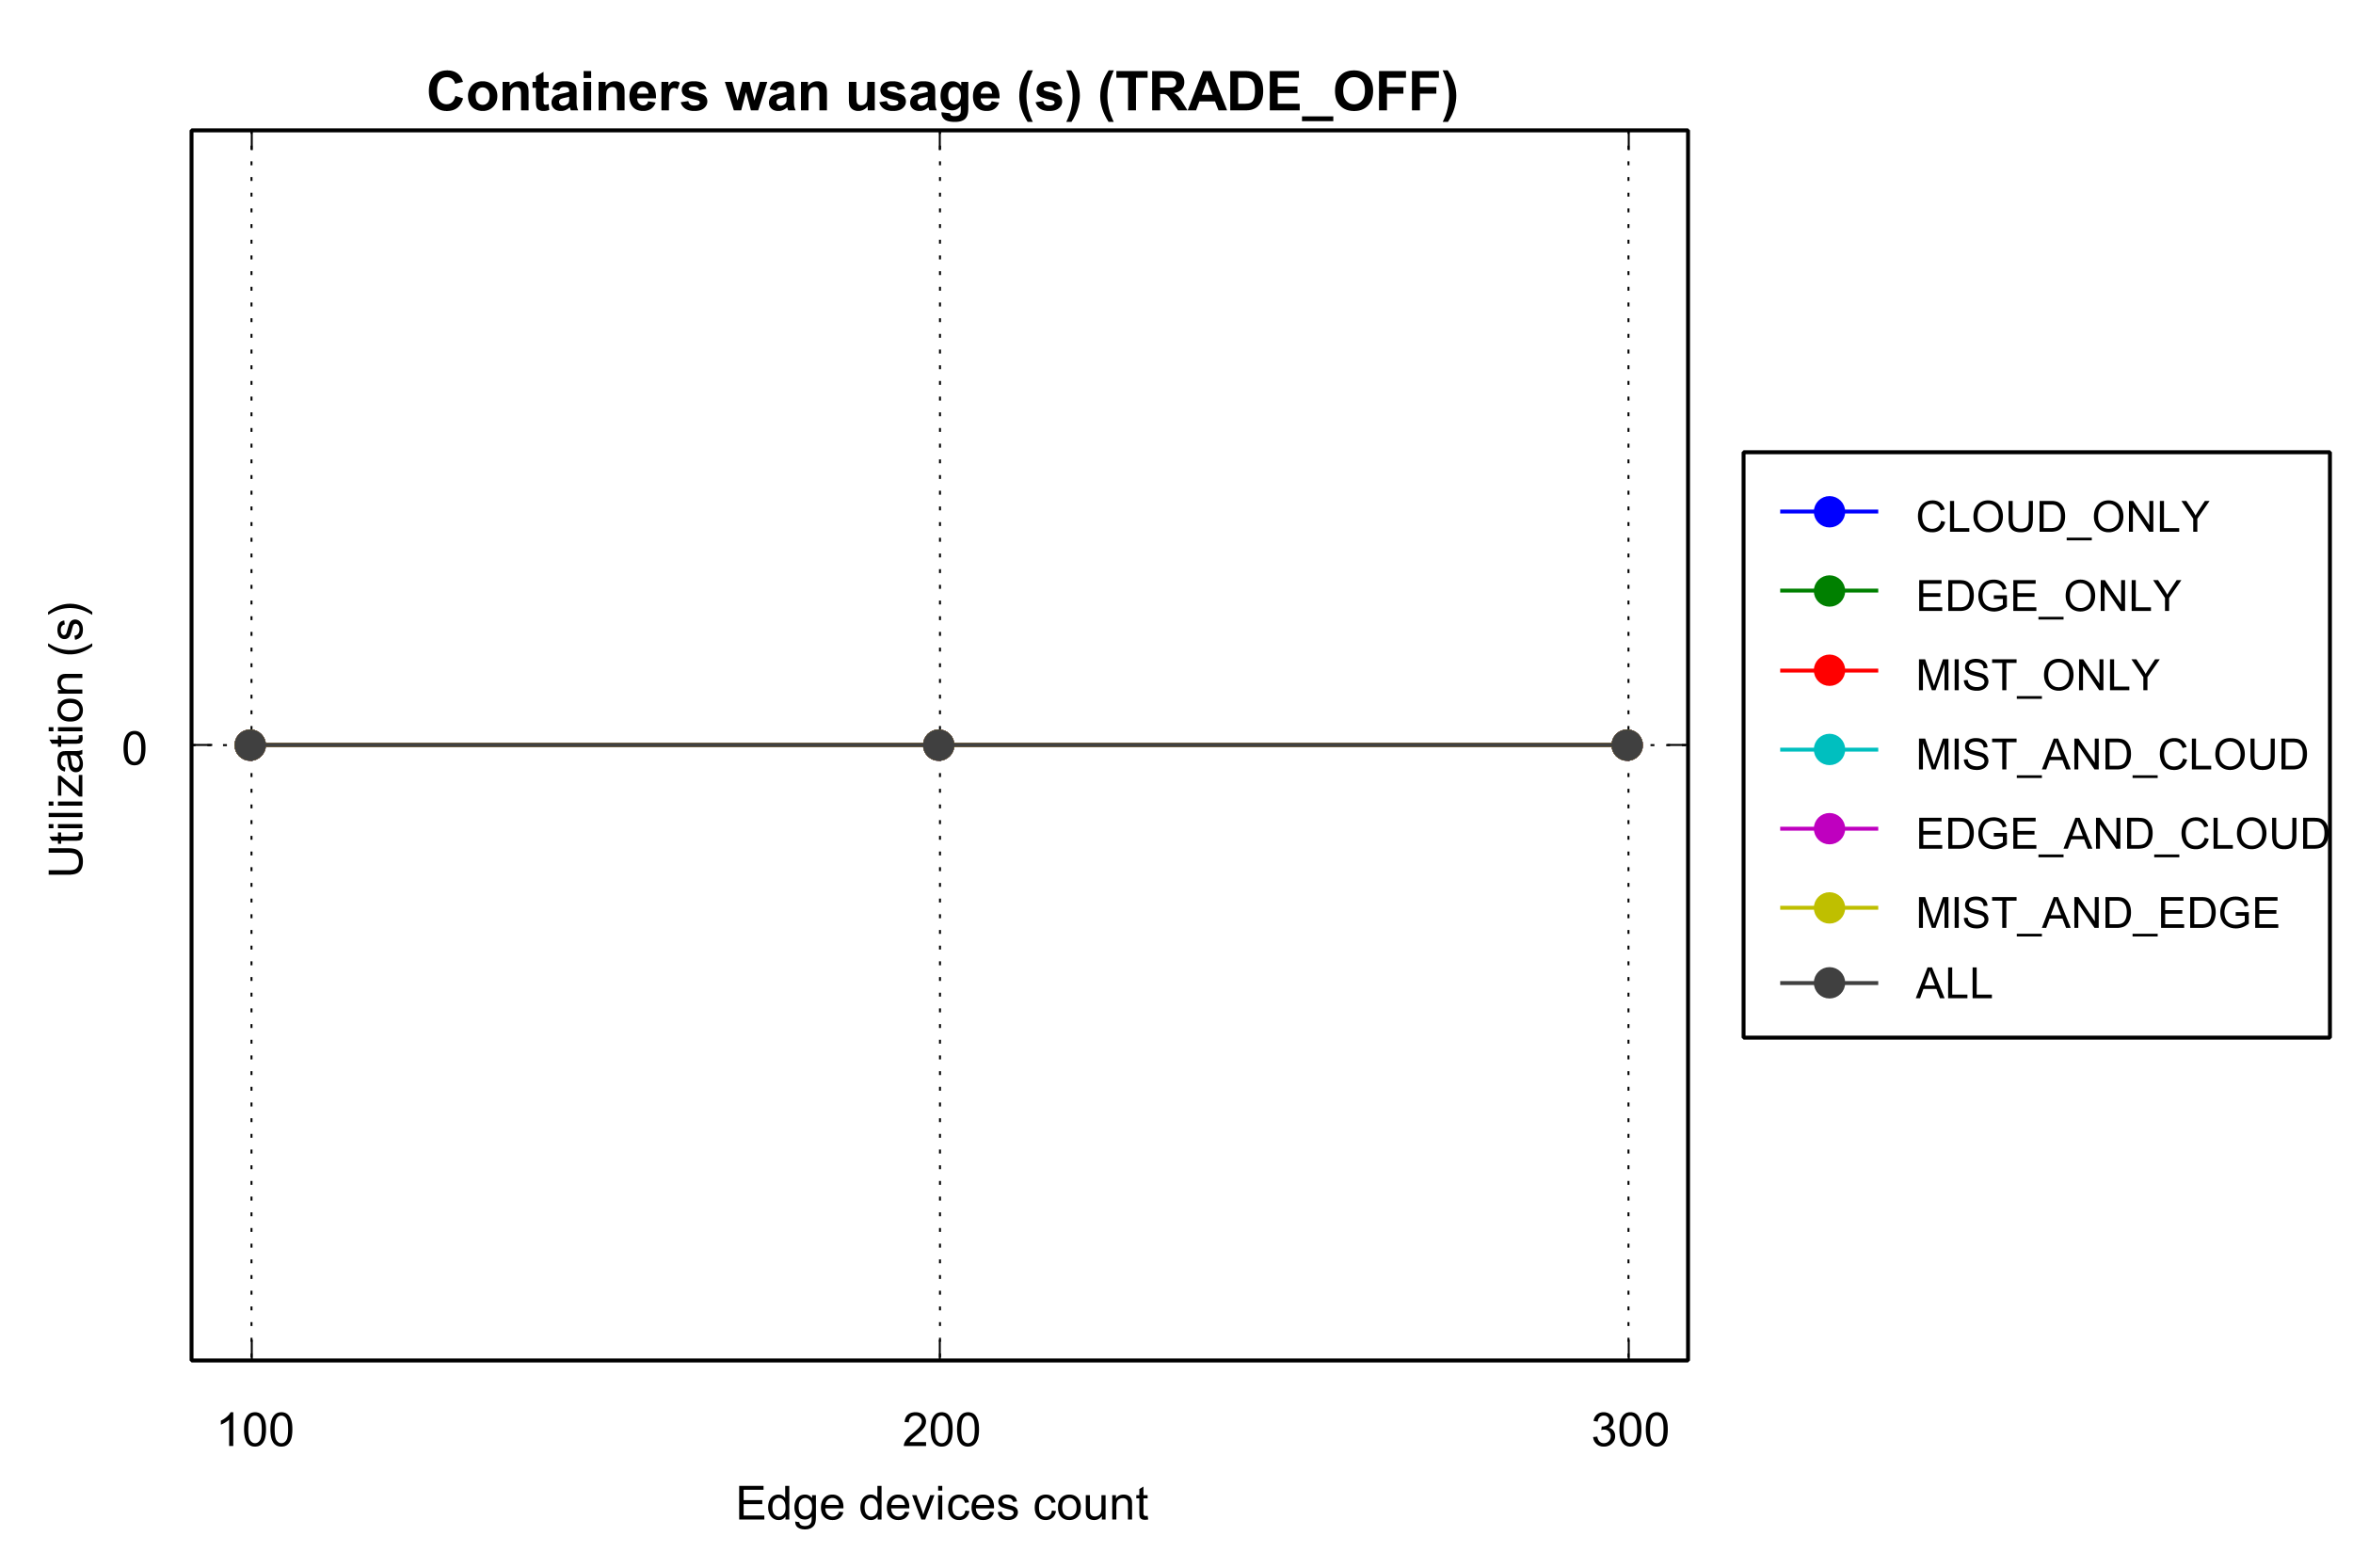 Containers wan usage (s) (TRADE_OFF)
Utilization (s)
0
100
200
300
Edge devices count
CLOUD_ONLY
EDGE_ONLY
MIST_ONLY
MIST_AND_CLOUD
EDGE_AND_CLOUD
MIST_AND_EDGE
ALL